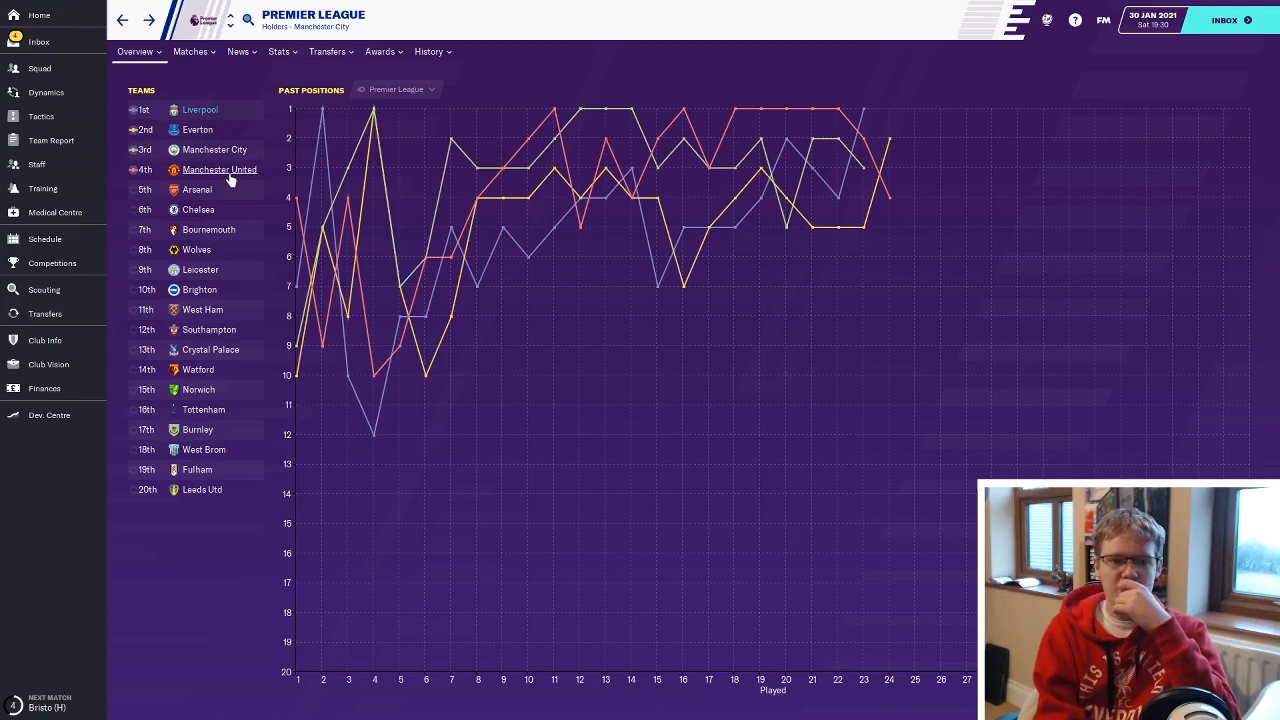 PREMIER LEAGUE
Holders - Manchester City
Premier League
30 JAN 2021
Sat 19:30
FM
?
INBOX
4
Inbox
Squad
Dynamics
Team Report
Staff
Training
Medical Centre
Schedule
Competitions
Scouting
Transfers
Club Info
Club Vision
Finances
Dev. Centre
NEXT MATCH
Bristol (H)
Overview
Matches
News
Stats
Transfers
Awards
History
TEAMS
1st Liverpool
2nd Everton
3rd Manchester City
4th Manchester United
5th Arsenal
6th Chelsea
7th Bournemouth
8th Wolves
9th Leicester
10th Brighton
11th West Ham
12th Southampton
13th Crystal Palace
14th Watford
15th Norwich
16th Tottenham
17th Burnley
18th West Brom
19th Fulham
20th Leeds Utd
PAST POSITIONS
Premier League
1
2
3
4
5
6
7
8
9
10
11
12
13
14
15
16
17
18
19
20
1 2 3 4 5 6 7 8 9 10 11 12 13 14 15 16 17 18 19 20 21 22 23 24 25 26 27
Played
THIS IS